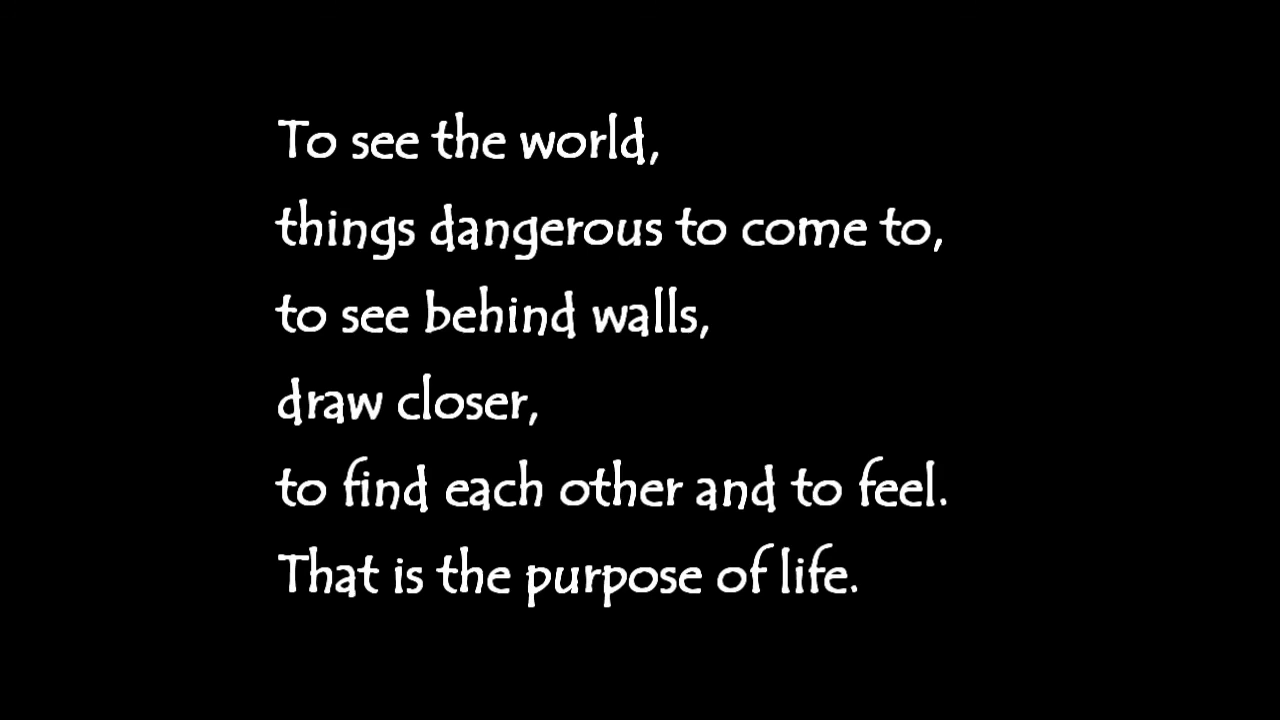 To see the world,
things dangerous to come to,
to see behind walls,
draw closer,
to find each other and to feel.
That is the purpose of life.